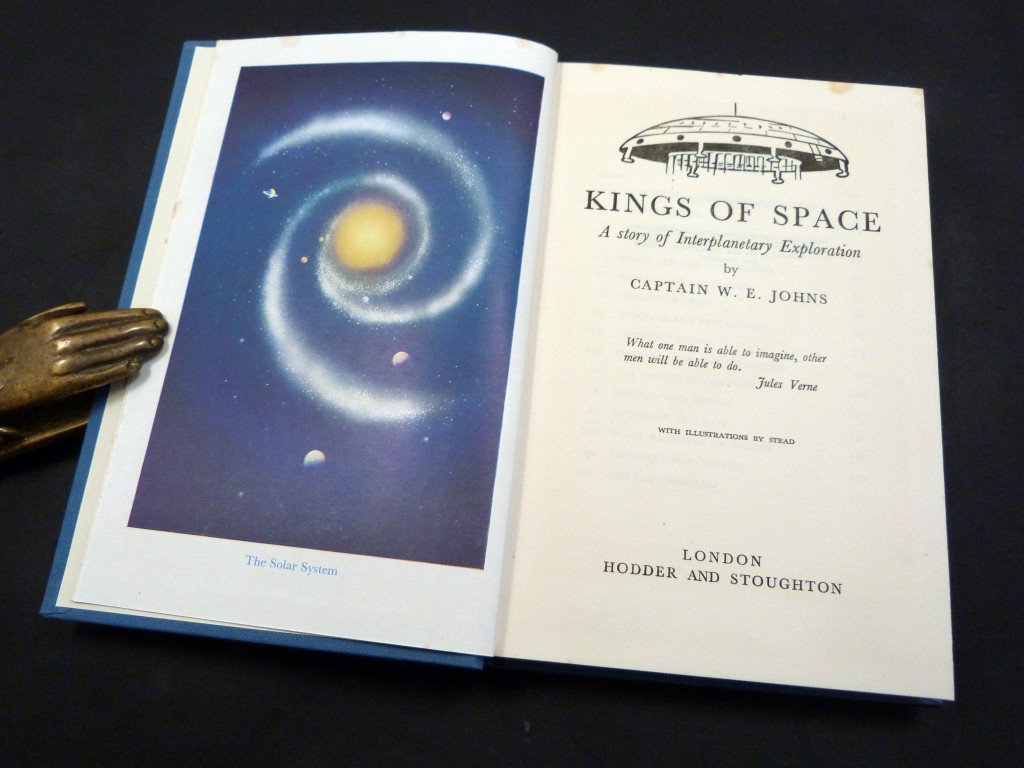 The Solar System
KINGS OF SPACE
A story of Interplanetary Exploration
by
CAPTAIN W. E. JOHNS
What one man is able to imagine, other
men will be able to do.
Jules Verne
WITH ILLUSTRATIONS BY STEAD
LONDON
HODDER AND STOUGHTON